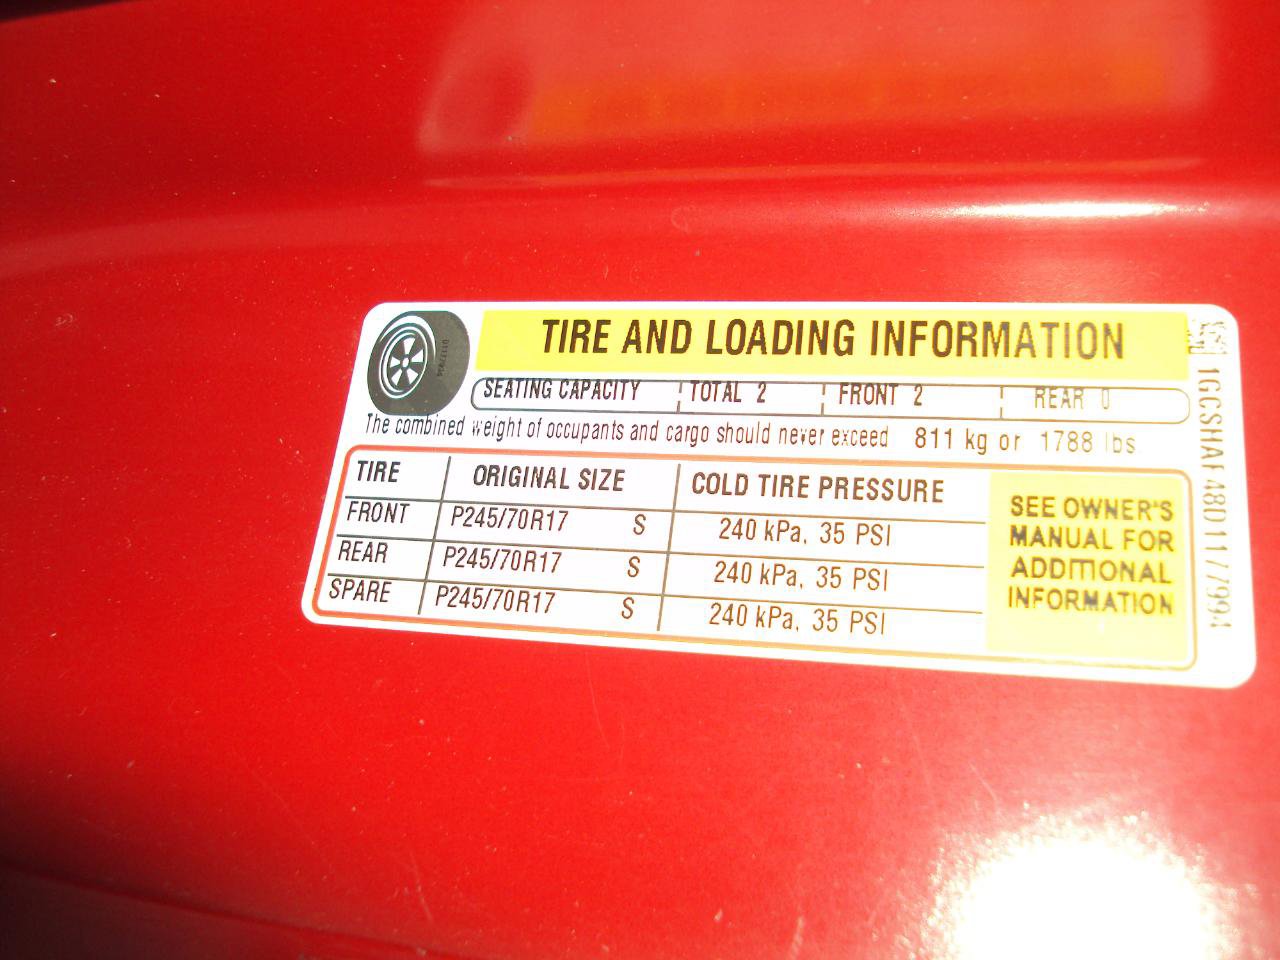 TIRE AND LOADING INFORMATION
SEATING CAPACITY TOTAL 2 FRONT 2 REAR 0
The combined weight of occupants and cargo should never exceed 811 kg or 1788 lbs
TIRE ORIGINAL SIZE COLD TIRE PRESSURE
FRONT P245/70R17 S 240 kPa, 35 PSI
REAR P245/70R17 S 240 kPa, 35 PSI
SPARE P245/70R17 S 240 kPa, 35 PSI
SEE OWNER'S
MANUAL FOR
ADDITIONAL
INFORMATION